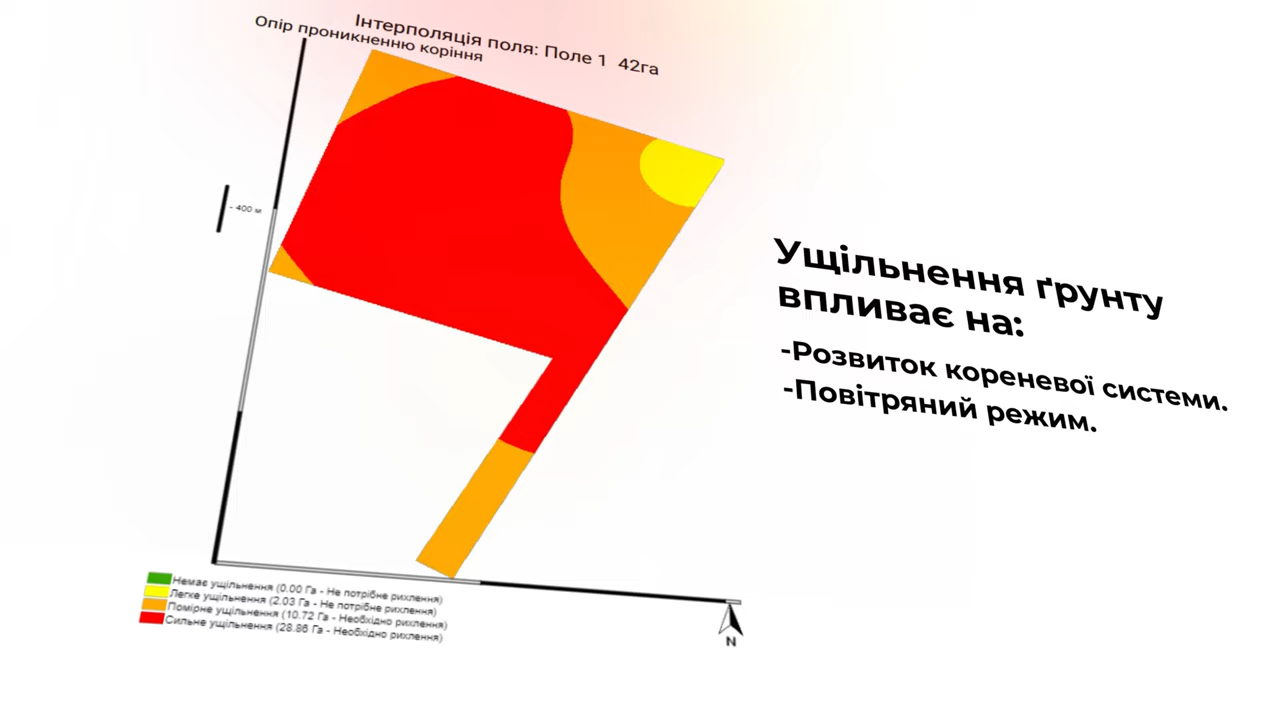 Інтерполяція поля: Поле 1 42га
Опір проникненню коріння
- 400 м
Ущільнення ґрунту
впливає на:
-Розвиток кореневої системи.
-Повітряний режим.
Немає ущільнення (0.00 Га - Не потрібне рихлення)
Легке ущільнення (2.03 Га - Не потрібне рихлення)
Помірне ущільнення (10.72 Га - Необхідно рихлення)
Сильне ущільнення (28.86 Га - Необхідно рихлення)
N